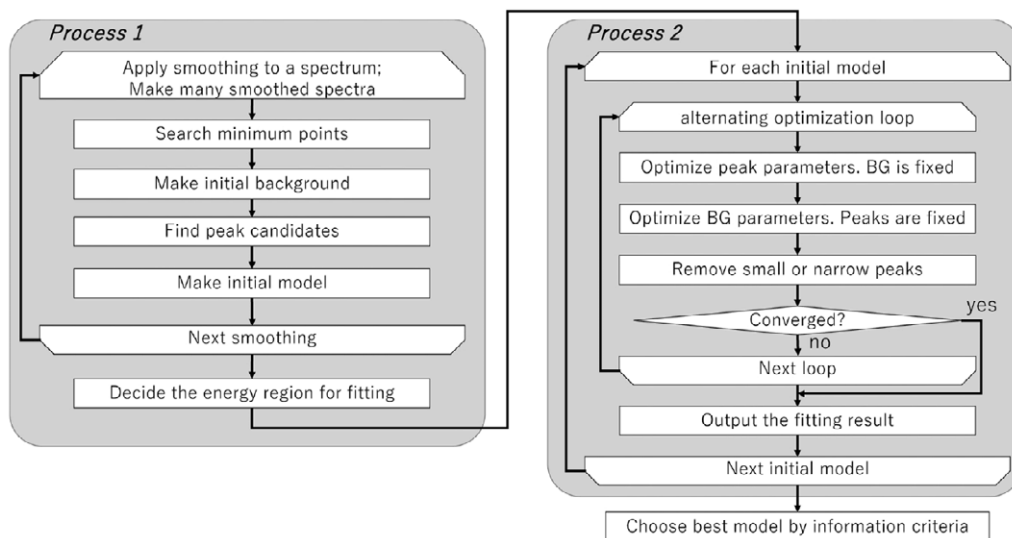 Process 1
Apply smoothing to a spectrum;
Make many smoothed spectra
Search minimum points
Make initial background
Find peak candidates
Make initial model
Next smoothing
Decide the energy region for fitting
Process 2
For each initial model
alternating optimization loop
Optimize peak parameters. BG is fixed
Optimize BG parameters. Peaks are fixed
Remove small or narrow peaks
Converged?
yes
no
Next loop
Output the fitting result
Next initial model
Choose best model by information criteria